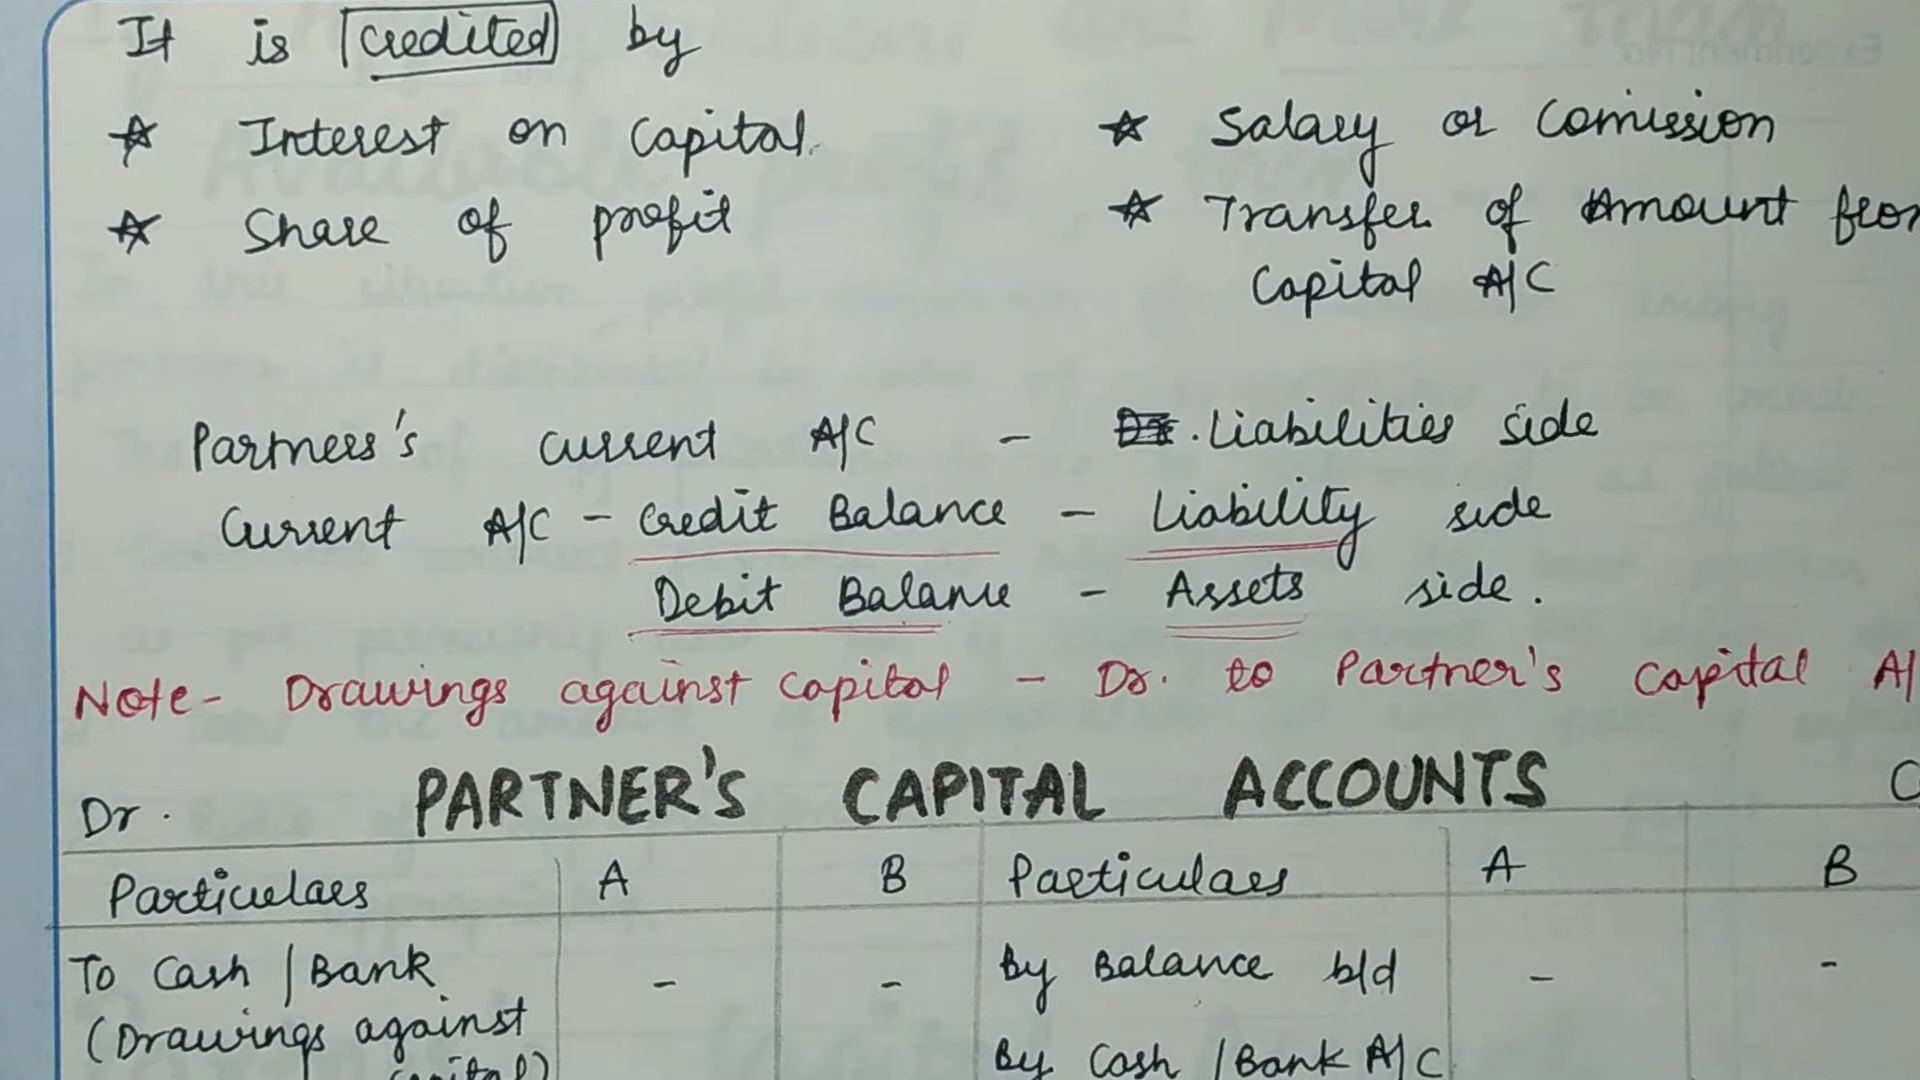 It is credited by
☆ Interest on Capital.
☆ Salary or Comission
☆ Share of profit
☆ Transfer of Amount from
Capital A/C
Partners's current A/C - Liabilities side
Current A/C - Credit Balance - Liability side
Debit Balance - Assets side.
Note- Drawings against Capital - Dr. to Partner's Capital A/
Dr. PARTNER'S CAPITAL ACCOUNTS C
Particulars A B Particulars A B
To Cash / Bank - - By Balance b/d - -
(Drawings against
capital) By Cash / Bank A/C